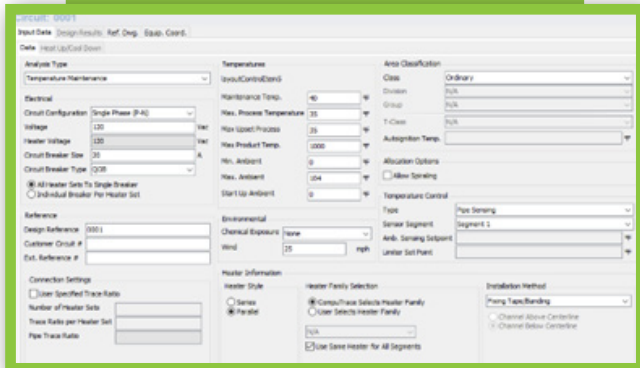 Circuit: 0001
Input Data Design Results Ref. Dwg. Equip. Coord.
Data Heat Up/Cool Down
Analysis Type
Temperature Maintenance
Electrical
Circuit Configuration Single Phase (P-N)
Voltage 120 Vac
Heater Voltage 120 Vac
Circuit Breaker Size 20 A
Circuit Breaker Type QOB
All Heater Sets To Single Breaker
Individual Breaker Per Heater Set
Reference
Design Reference 0001
Customer Circuit #
Ext. Reference #
Connection Settings
User Specified Trace Ratio
Number of Heater Sets
Trace Ratio per Heater Set
Pipe Trace Ratio
Temperatures
layoutControlItem5
Maintenance Temp. 40 °F
Max. Process Temperature 35 °F
Max Upset Process 35 °F
Max Product Temp. 1000 °F
Min. Ambient 0 °F
Max. Ambient 104 °F
Start Up Ambient 0 °F
Environmental
Chemical Exposure None
Wind 25 mph
Heater Information
Heater Style
Series
Parallel
Heater Family Selection
CompuTrace Selects Heater Family
User Selects Heater Family
N/A
Use Same Heater for All Segments
Area Classification
Class Ordinary
Division N/A
Group N/A
T-Class N/A
Autoignition Temp. °F
Allocation Options
Allow Spiraling
Temperature Control
Type Pipe Sensing
Sensor Segment Segment 1
Amb. Sensing Setpoint °F
Limiter Set Point °F
Installation Method
Fixing Tape/Banding
Channel Above Centerline
Channel Below Centerline